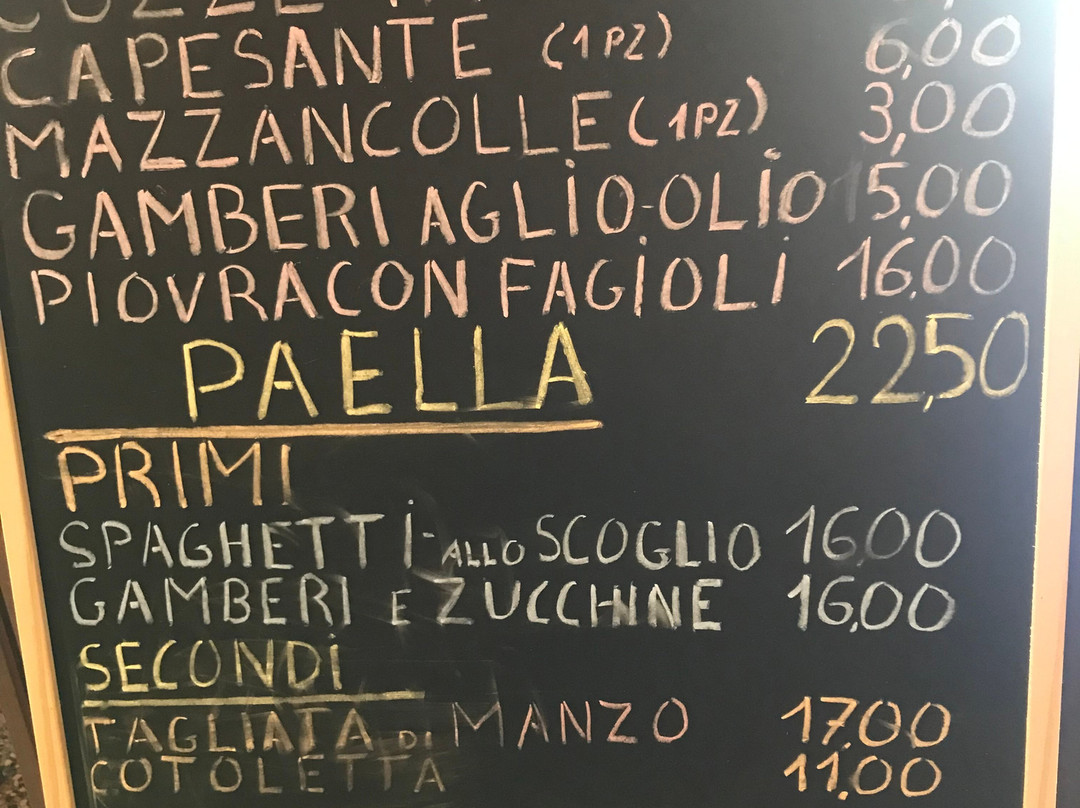 CAPESANTE (1PZ) 6,00
MAZZANCOLLE (1PZ) 3,00
GAMBERI AGLIO-OLIO 15,00
PIOVRA CON FAGIOLI 16,00
PAELLA 22,50
PRIMI
SPAGHETTI-ALLO SCOGLIO 16,00
GAMBERI E ZUCCHINE 16,00
SECONDI
TAGLIATA DI MANZO 17,00
COTOLETTA 11,00